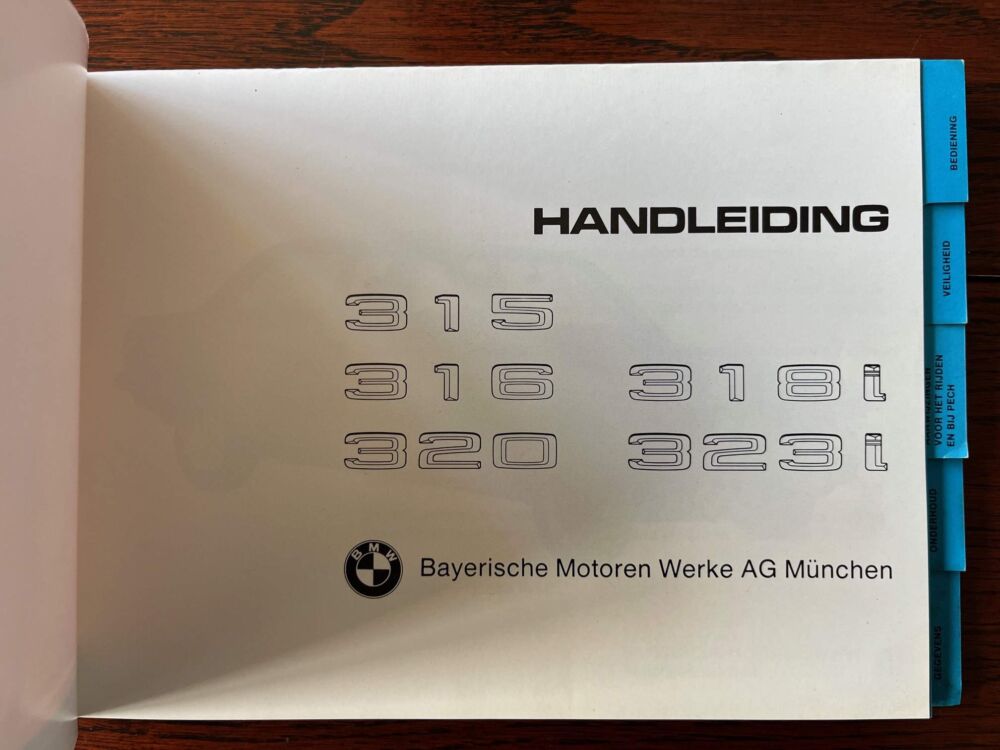 HANDLEIDING
315
316 318i
320 323i
BMW
Bayerische Motoren Werke AG München
BEDIENING
VEILIGHEID
VOOR HET RIJDEN
EN BIJ PECH
ONDERHOUD
GEGEVENS